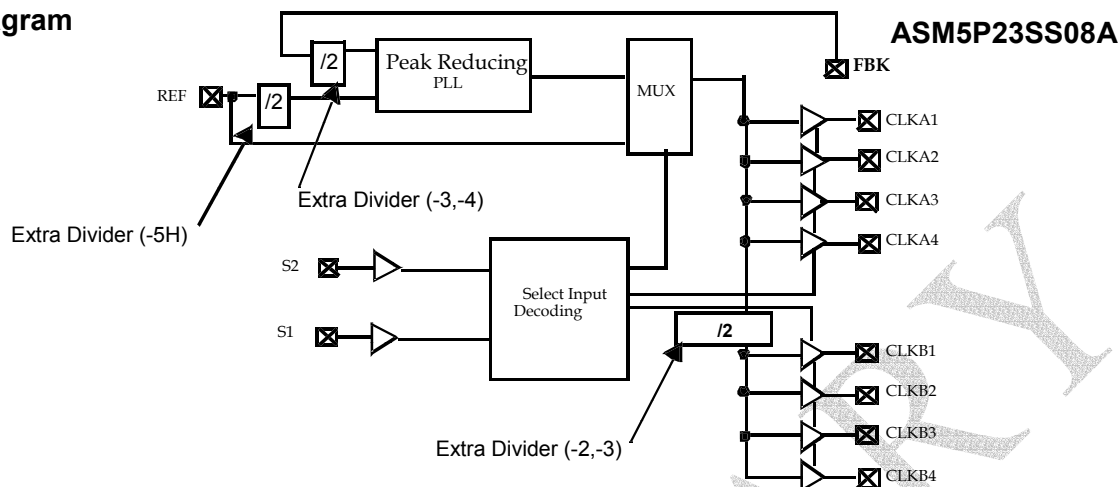 agram
ASM5P23SS08A
/2
Peak Reducing
PLL
MUX
FBK
REF
/2
CLKA1
CLKA2
CLKA3
CLKA4
Extra Divider (-3,-4)
Extra Divider (-5H)
S2
S1
Select Input
Decoding
/2
CLKB1
CLKB2
CLKB3
CLKB4
Extra Divider (-2,-3)
R Y